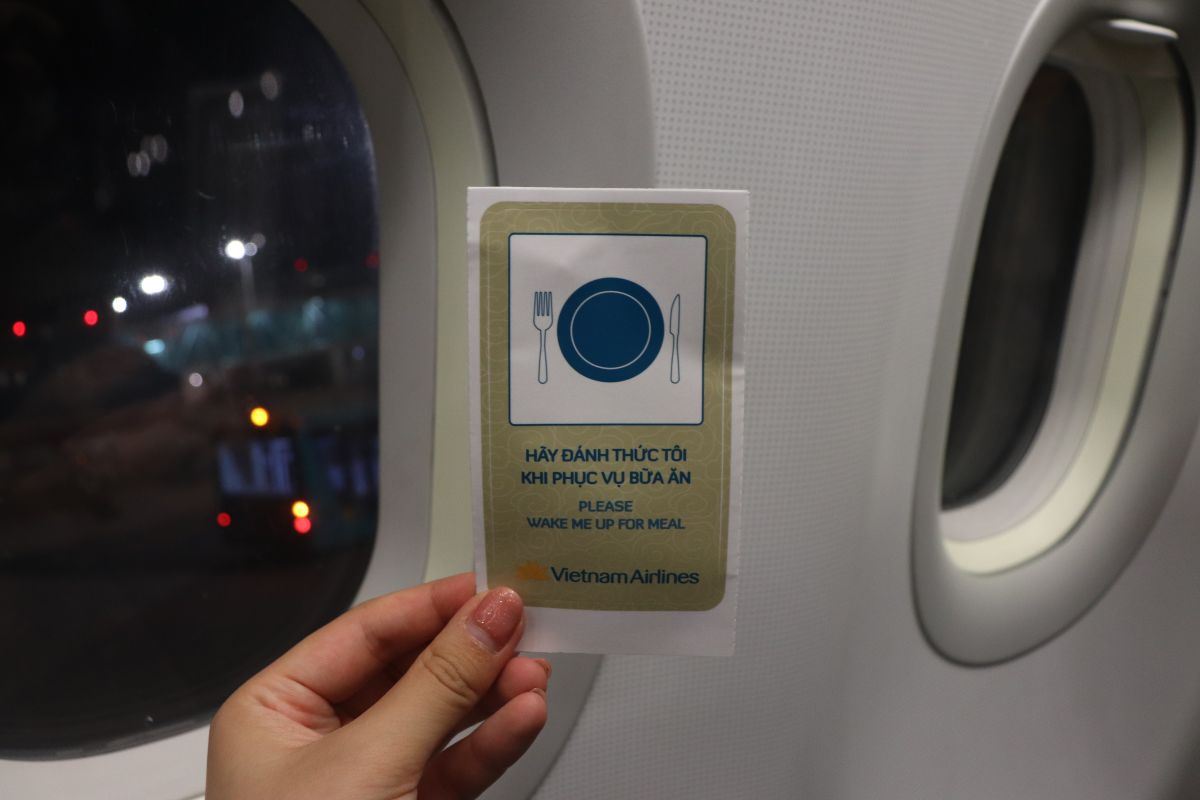 HÃY ĐÁNH THỨC TÔI
KHI PHỤC VỤ BỮA ĂN
PLEASE
WAKE ME UP FOR MEAL
Vietnam Airlines